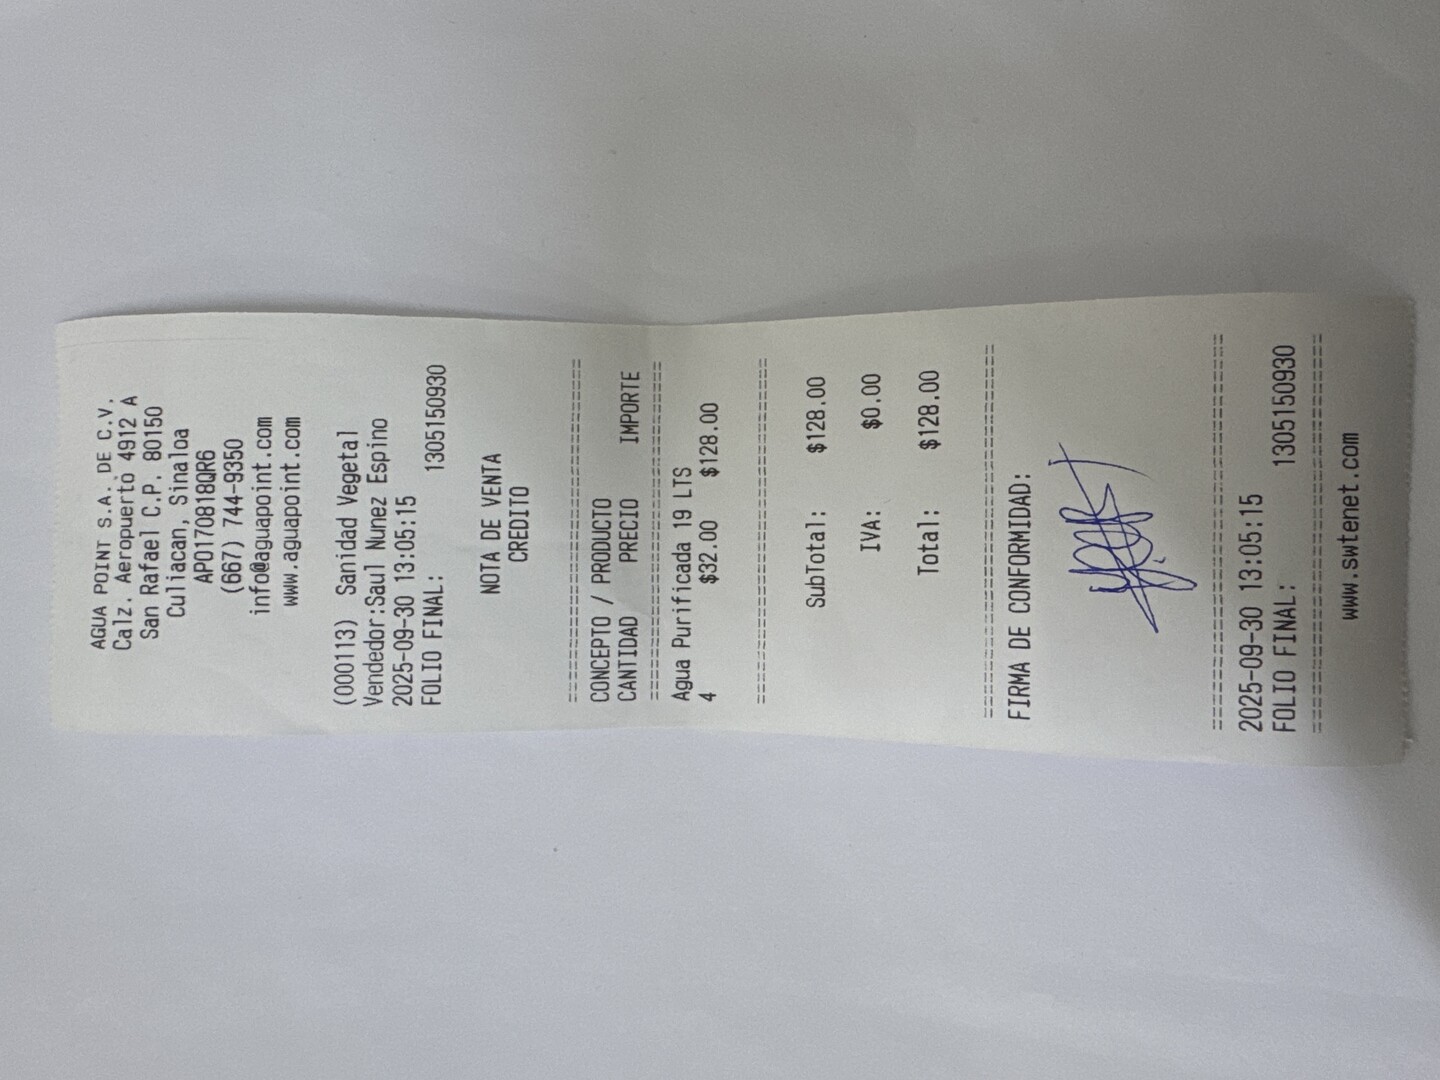 AGUA POINT S.A. DE C.V.
Calz. Aeropuerto 4912 A
San Rafael C.P. 80150
Culiacan, Sinaloa
APO170818QR6
(667) 744-9350
info@aguapoint.com
www.aguapoint.com
(000113) Sanidad Vegetal
Vendedor:Saul Nunez Espino
2025-09-30 13:05:15
FOLIO FINAL: 1305150930
NOTA DE VENTA
CREDITO
================================
CONCEPTO / PRODUCTO
CANTIDAD PRECIO IMPORTE
================================
Agua Purificada 19 LTS
4 $32.00 $128.00
================================
SubTotal: $128.00
IVA: $0.00
Total: $128.00
================================
FIRMA DE CONFORMIDAD:
================================
2025-09-30 13:05:15
FOLIO FINAL: 1305150930
================================
www.swtenet.com